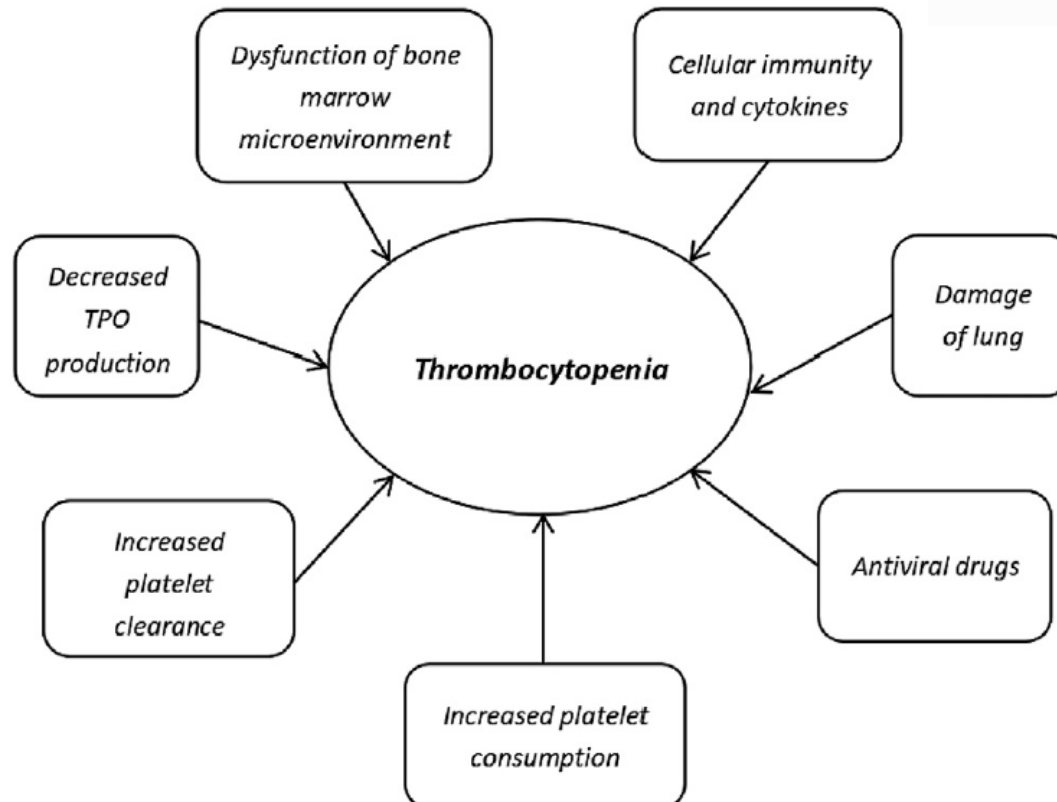 Dysfunction of bone
marrow
microenvironment
Cellular immunity
and cytokines
Decreased
TPO
production
Damage
of lung
Thrombocytopenia
Increased
platelet
clearance
Antiviral drugs
Increased platelet
consumption